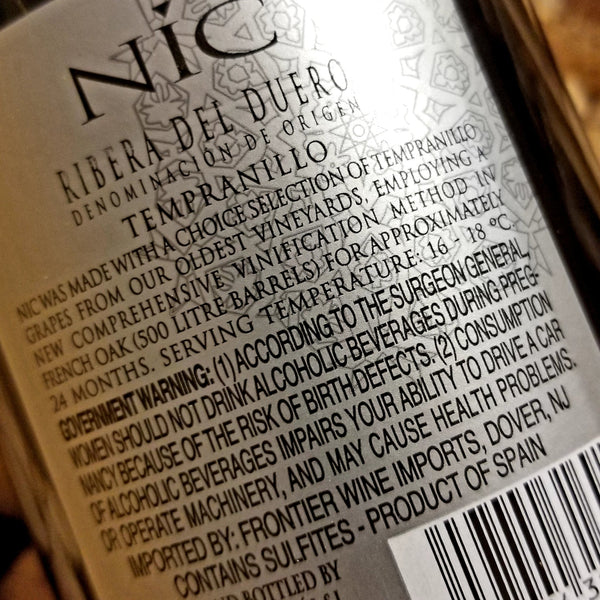 NÍC
RIBERA DEL DUERO
DENOMINACIÓN DE ORIGEN
TEMPRANILLO
NIC WAS MADE WITH A CHOICE SELECTION OF TEMPRANILLO
GRAPES FROM OUR OLDEST VINEYARDS, EMPLOYING A
NEW COMPREHENSIVE VINIFICATION METHOD IN
FRENCH OAK (500 LITRE BARRELS) FOR APPROXIMATELY
24 MONTHS. SERVING TEMPERATURE: 16 - 18 °C.
GOVERNMENT WARNING: (1) ACCORDING TO THE SURGEON GENERAL,
WOMEN SHOULD NOT DRINK ALCOHOLIC BEVERAGES DURING PREG-
NANCY BECAUSE OF THE RISK OF BIRTH DEFECTS. (2) CONSUMPTION
OF ALCOHOLIC BEVERAGES IMPAIRS YOUR ABILITY TO DRIVE A CAR
OR OPERATE MACHINERY, AND MAY CAUSE HEALTH PROBLEMS.
IMPORTED BY: FRONTIER WINE IMPORTS, DOVER, NJ
CONTAINS SULFITES - PRODUCT OF SPAIN
BOTTLED BY